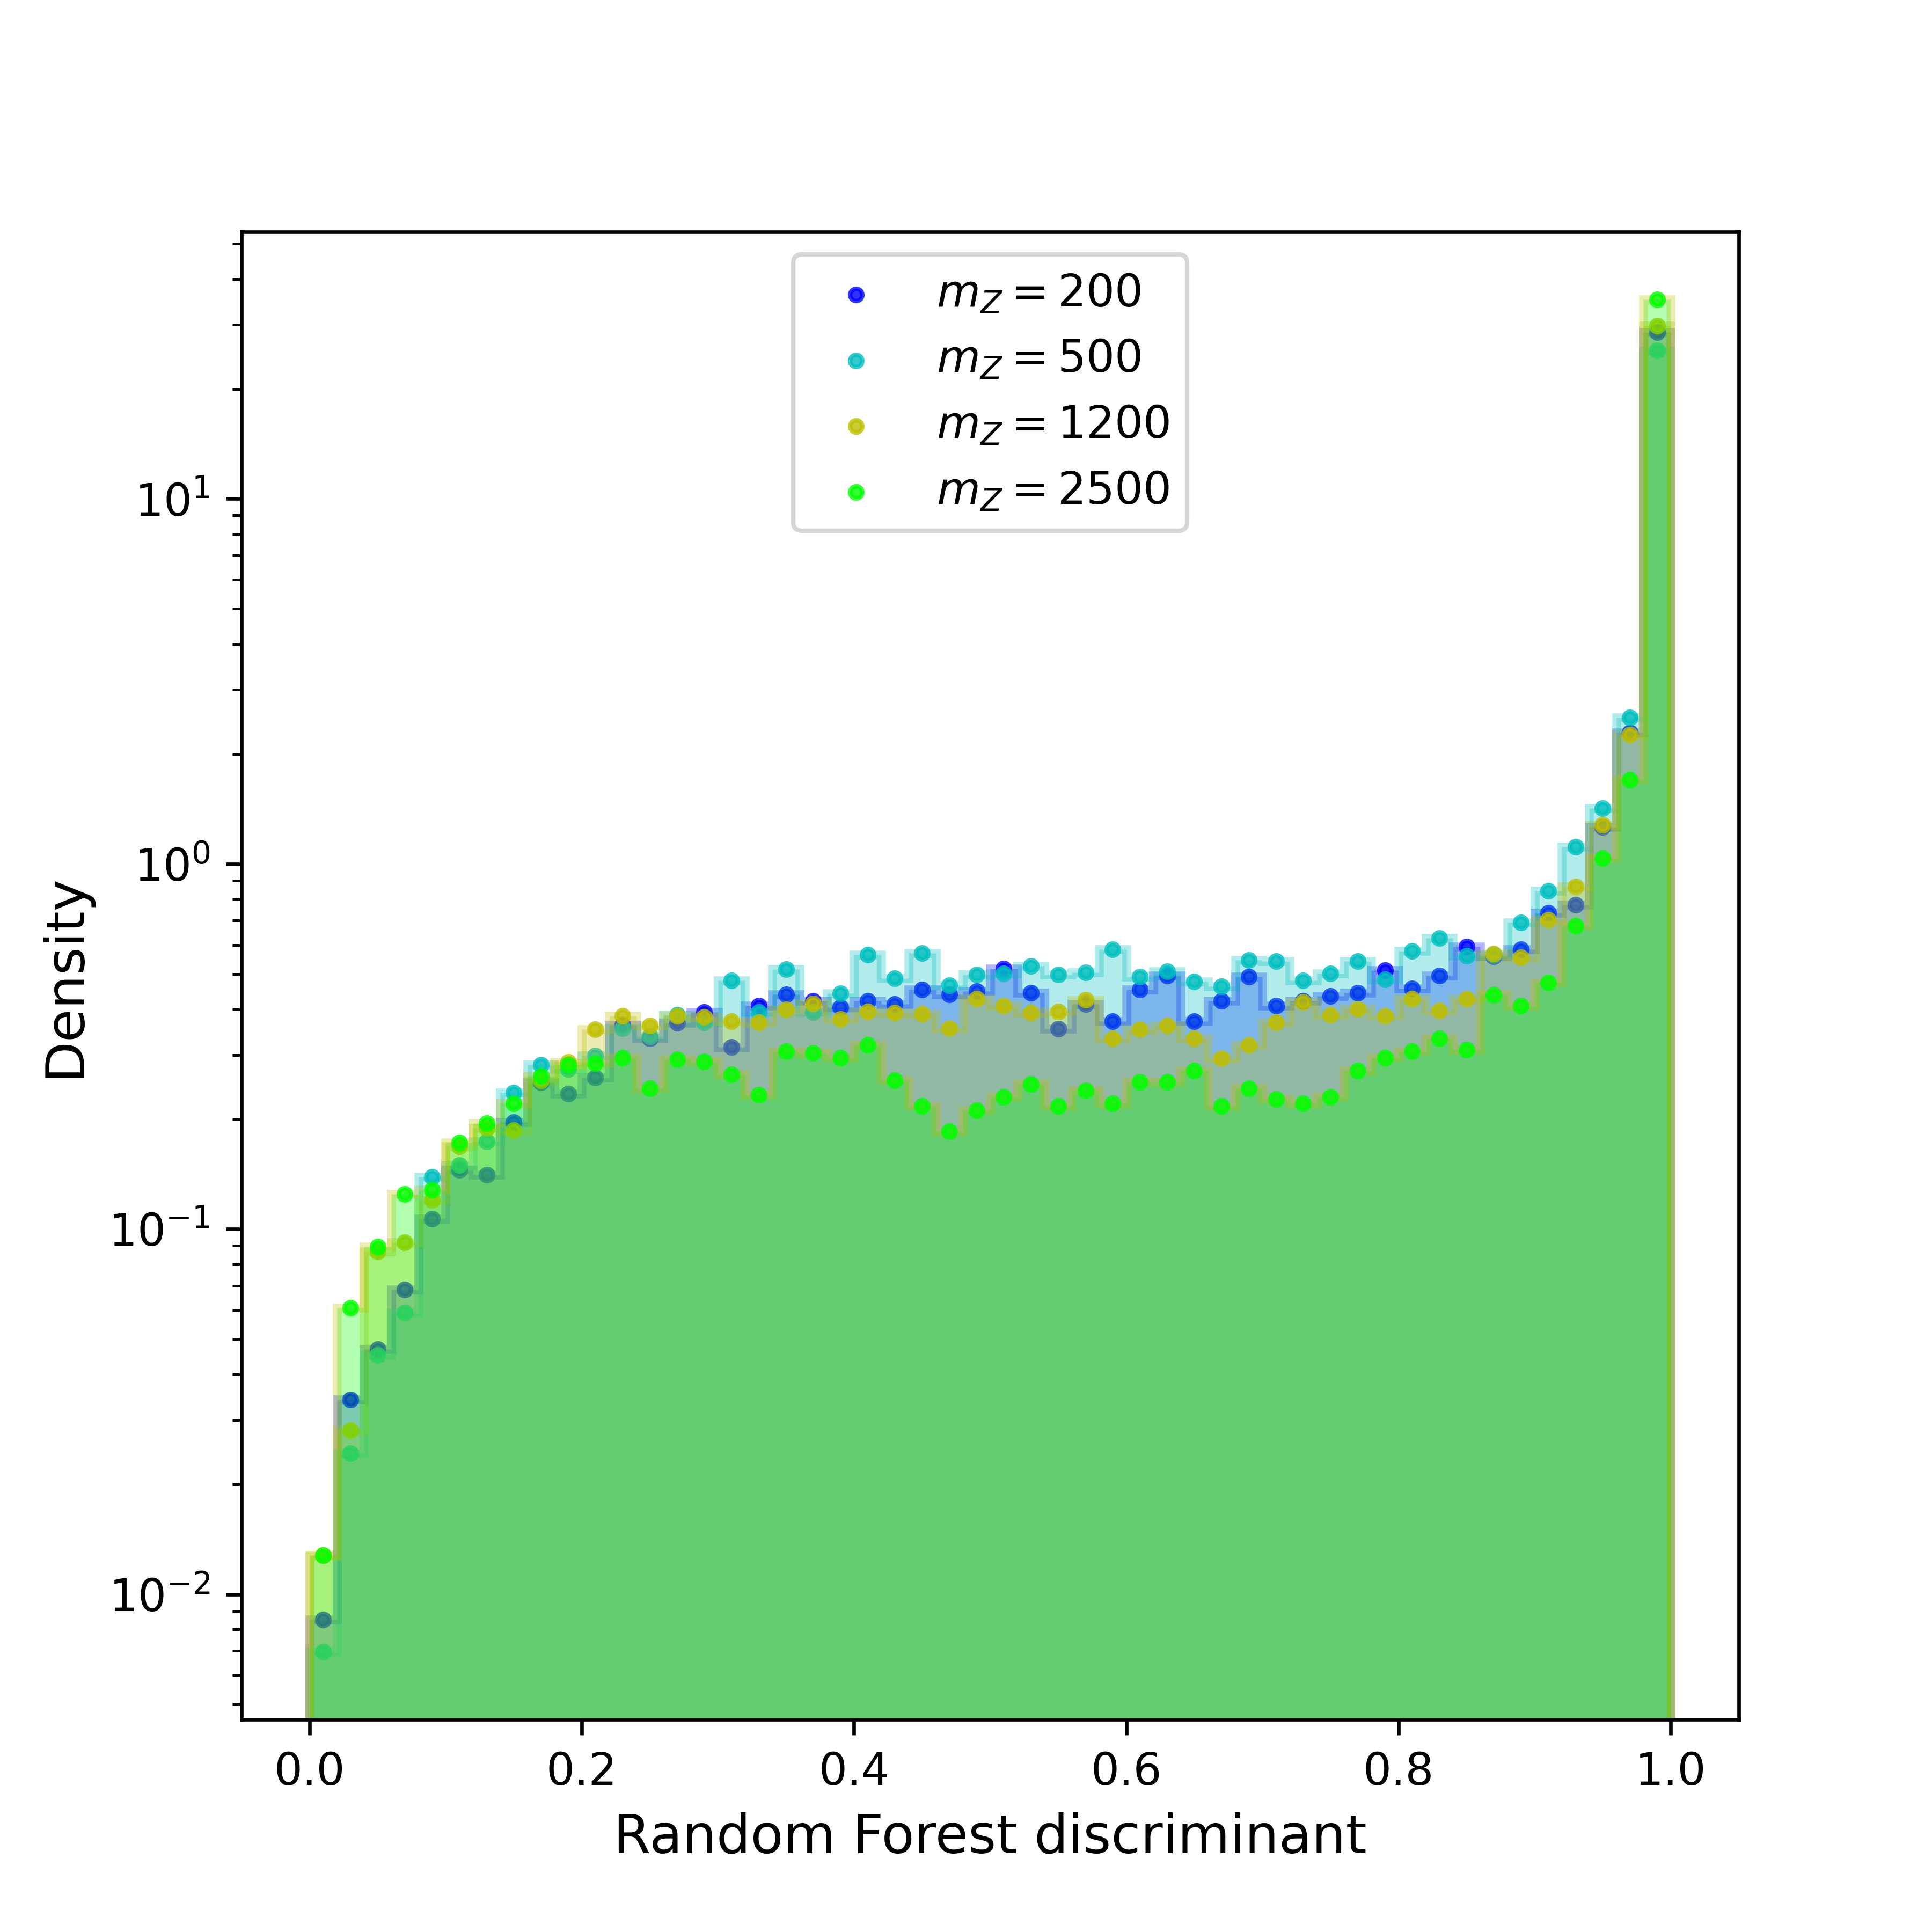 m_Z = 200
m_Z = 500
m_Z = 1200
m_Z = 2500
10^1
10^0
10^−1
10^−2
Density
0.0 0.2 0.4 0.6 0.8 1.0
Random Forest discriminant